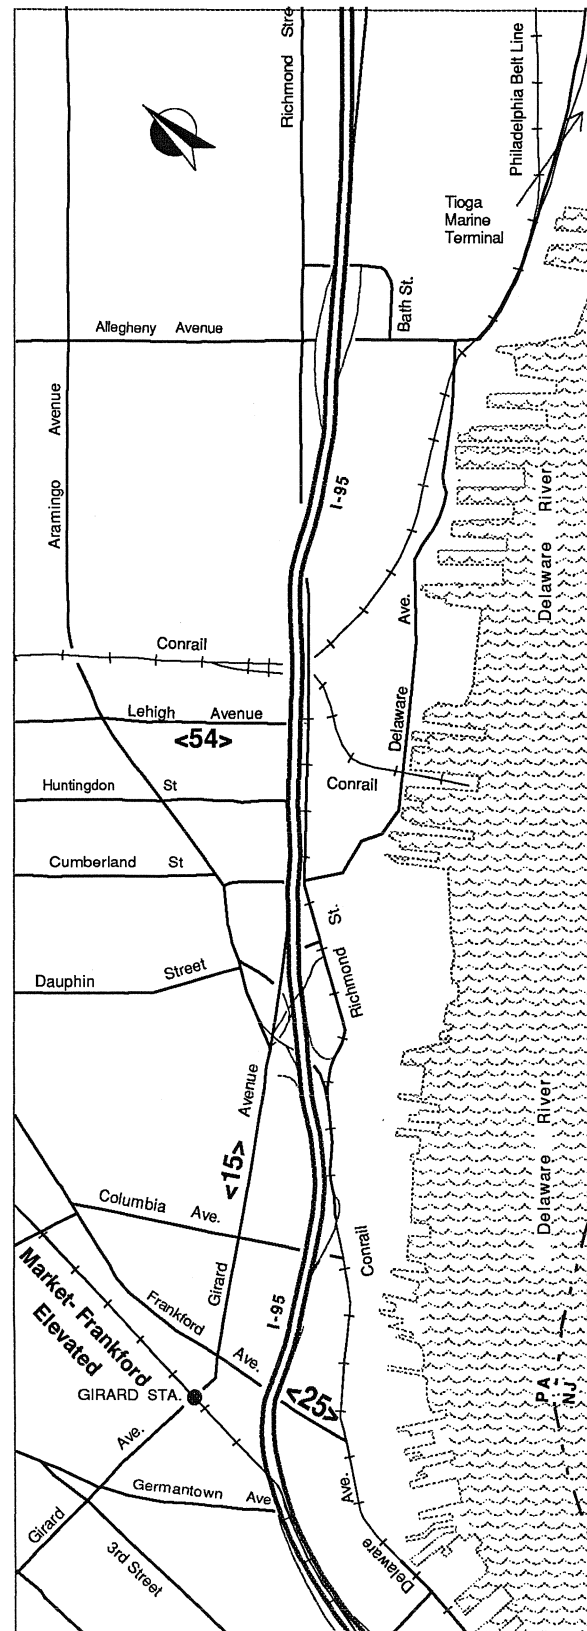 Richmond Stre
Philadelphia Belt Line
Tioga
Marine
Terminal
Bath St.
Allegheny Avenue
Aramingo Avenue
I-95
Delaware River
Delaware Ave.
Conrail
Lehigh Avenue
<54>
Conrail
Huntingdon St
Cumberland St
Richmond St.
Dauphin Street
Girard Avenue
<15>
Delaware River
Columbia Ave.
Conrail
Market-Frankford
Elevated
Frankford Ave.
I-95
GIRARD STA.
<25>
PA
NJ
Girard Ave.
Germantown Ave
3rd Street
Delaware Ave.